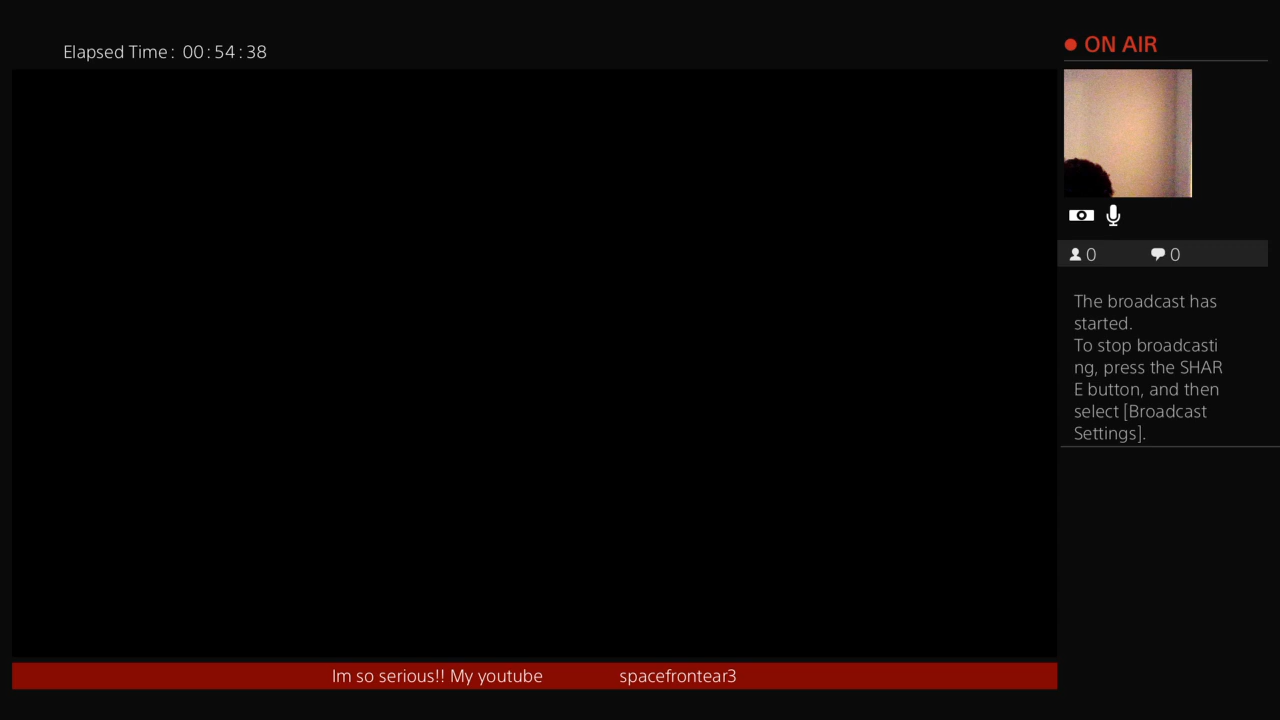 Elapsed Time: 00:54:38
ON AIR
0 0
The broadcast has
started.
To stop broadcasti
ng, press the SHAR
E button, and then
select [Broadcast
Settings].
Im so serious!! My youtube spacefrontear3